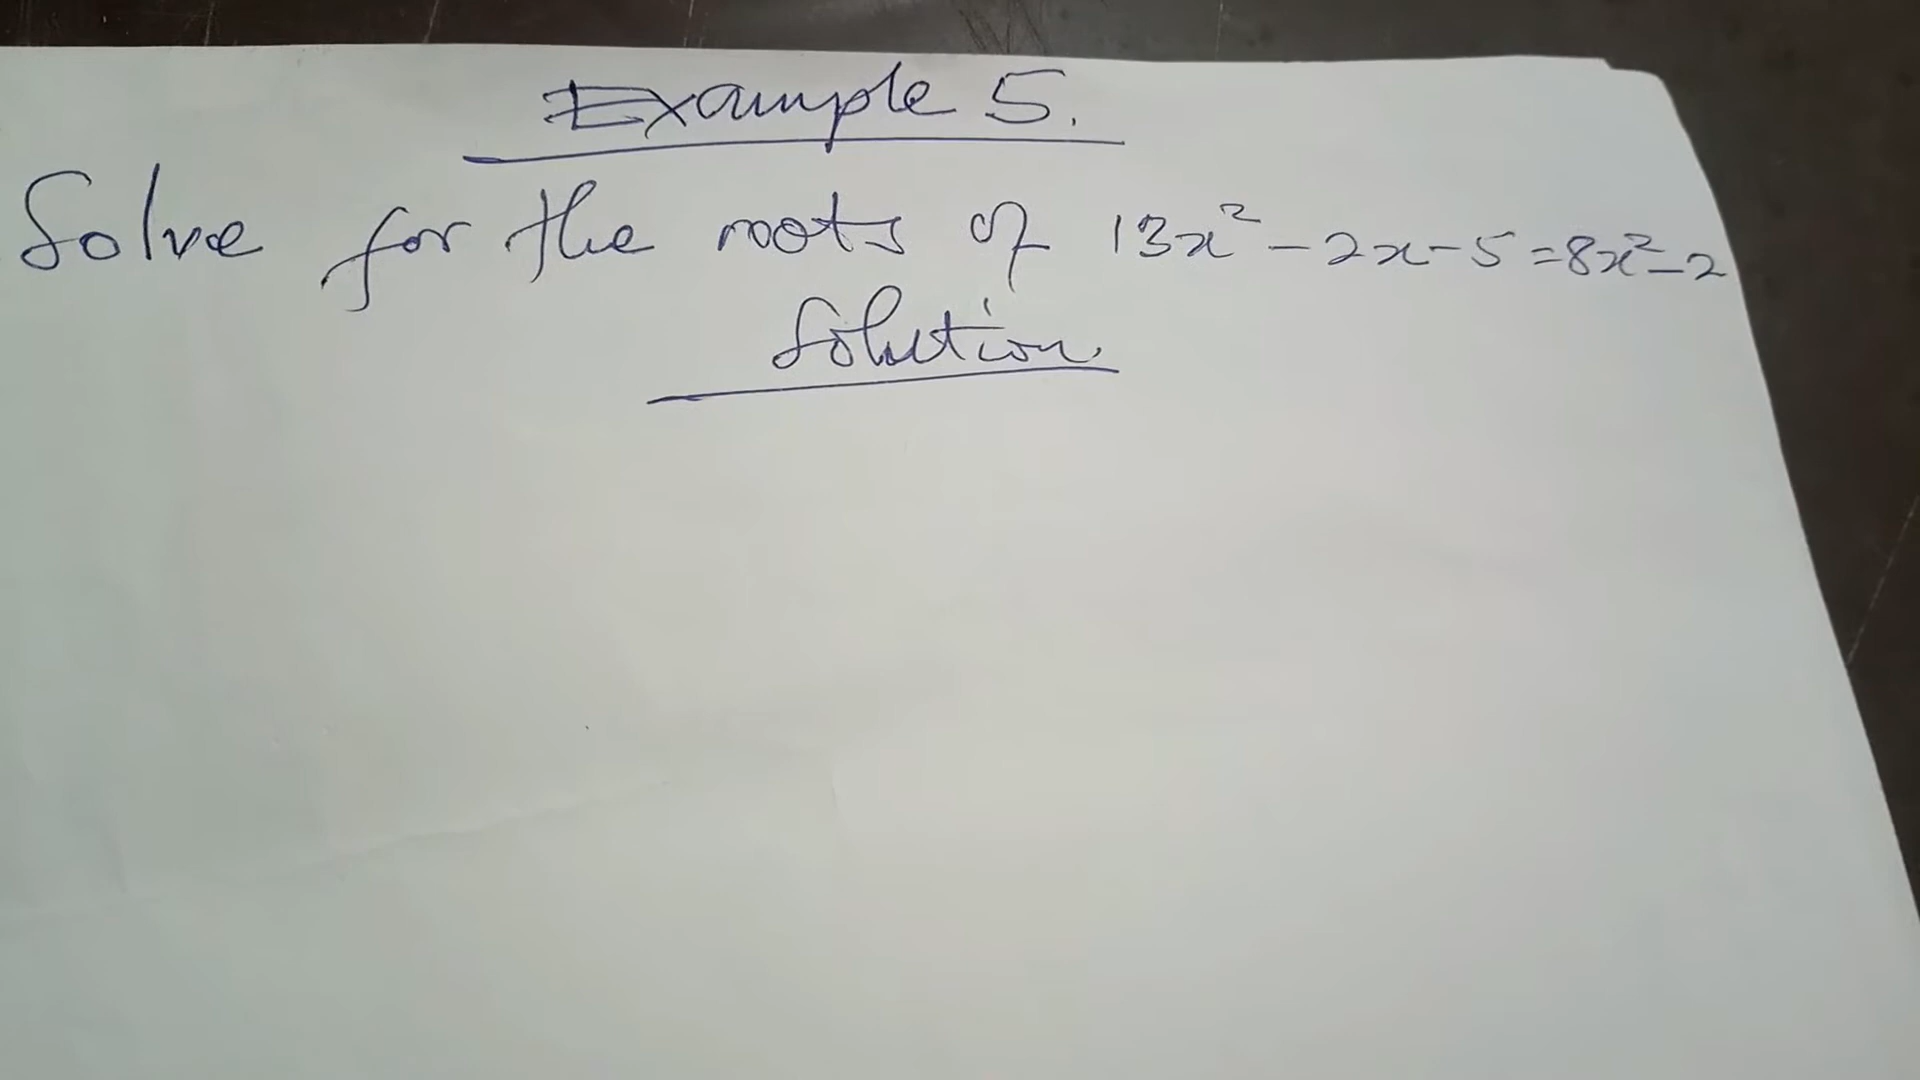 Example 5.
Solve for the roots of 13x² - 2x - 5 = 8x² - 2
Solution.